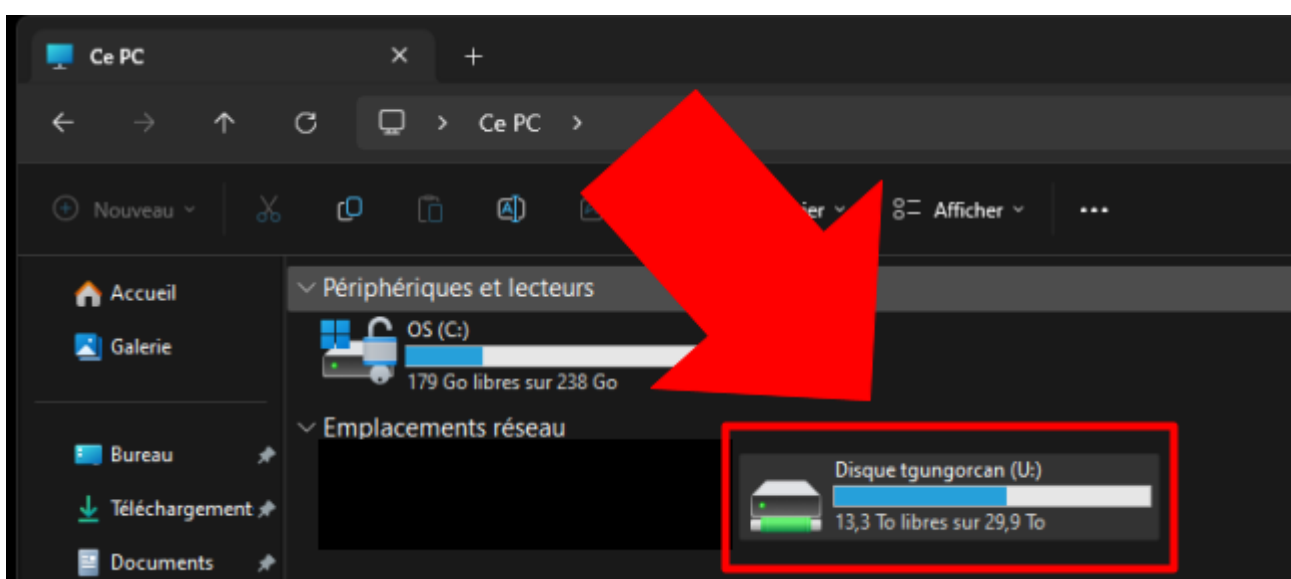 Ce PC
Ce PC
Nouveau
Afficher
Accueil
Périphériques et lecteurs
OS (C:)
Galerie
179 Go libres sur 238 Go
Emplacements réseau
Bureau
Disque tgungorcan (U:)
Téléchargement
13,3 To libres sur 29,9 To
Documents